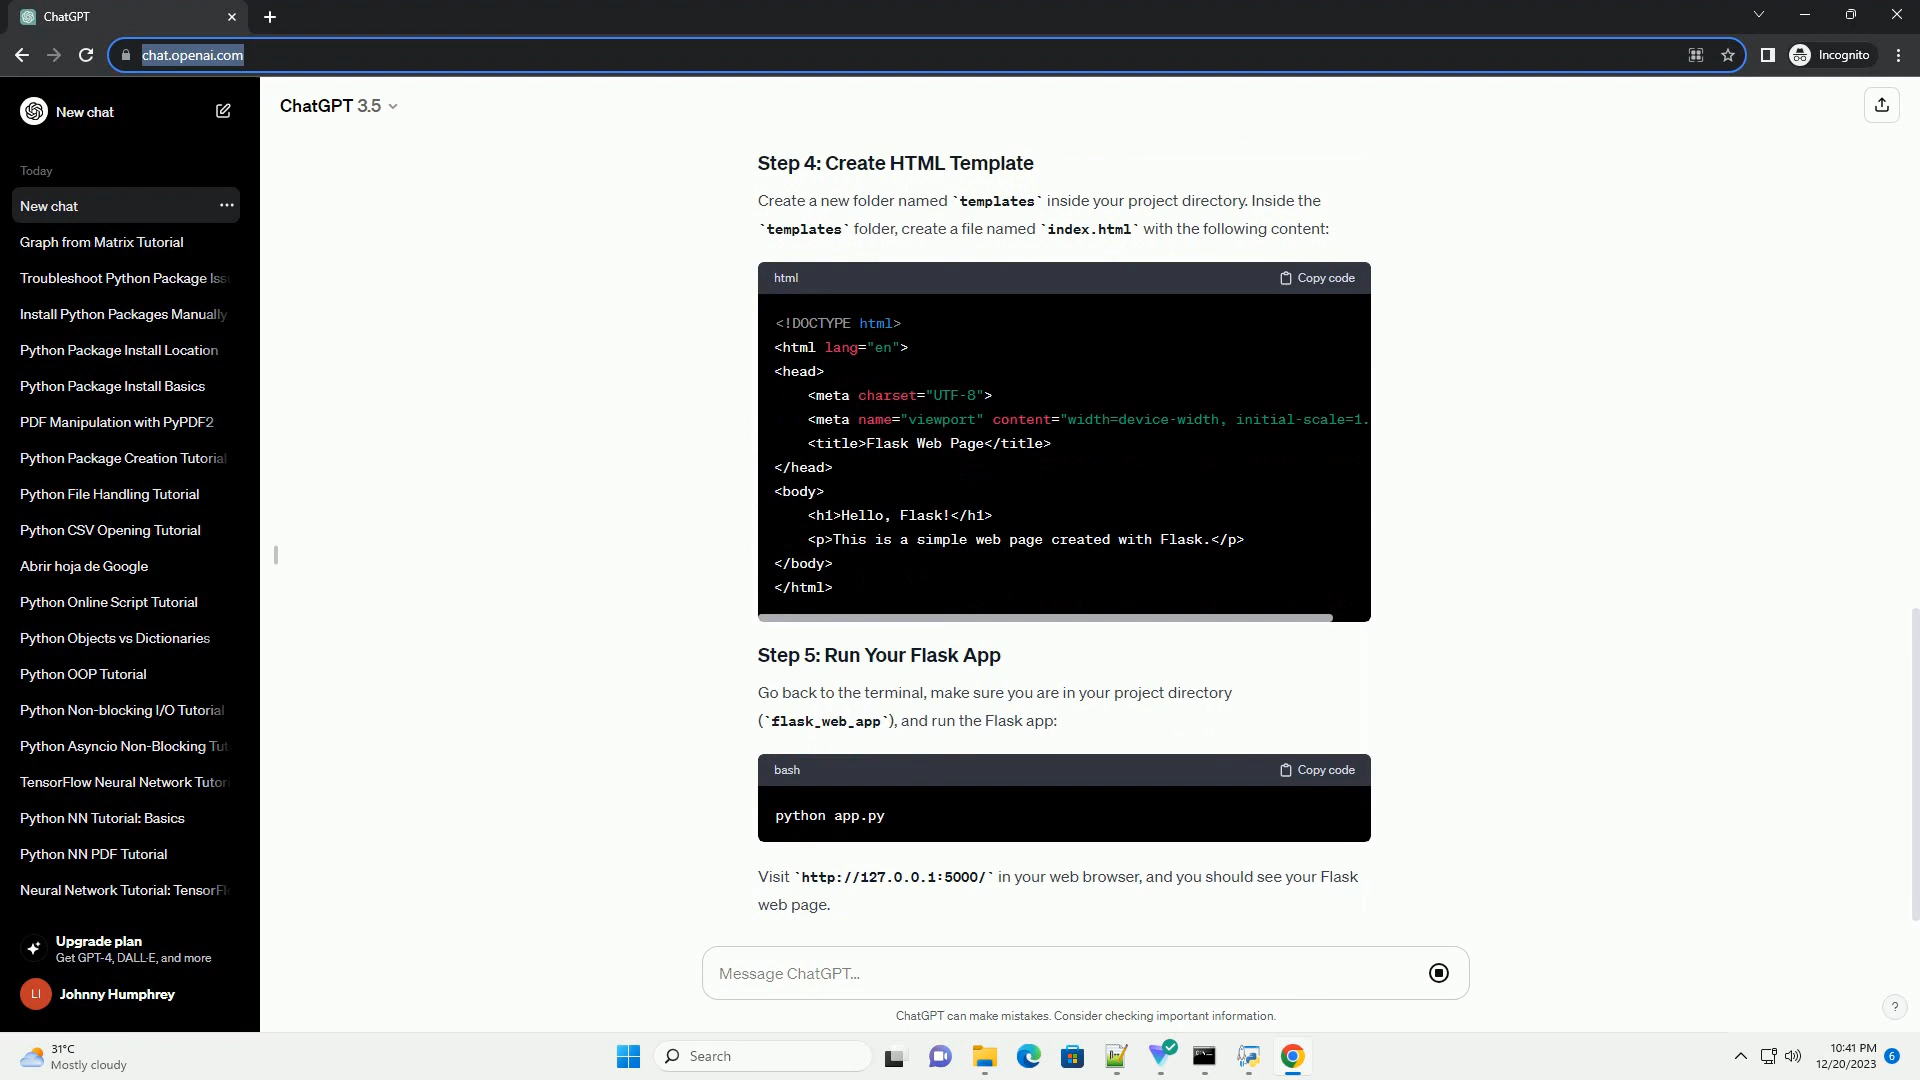 ChatGPT
chat.openai.com
Incognito
New chat
Today
New chat
Graph from Matrix Tutorial
Troubleshoot Python Package Iss
Install Python Packages Manually
Python Package Install Location
Python Package Install Basics
PDF Manipulation with PyPDF2
Python Package Creation Tutorial
Python File Handling Tutorial
Python CSV Opening Tutorial
Abrir hoja de Google
Python Online Script Tutorial
Python Objects vs Dictionaries
Python OOP Tutorial
Python Non-blocking I/O Tutorial
Python Asyncio Non-Blocking Tut
TensorFlow Neural Network Tutori
Python NN Tutorial: Basics
Python NN PDF Tutorial
Neural Network Tutorial: TensorFl
Upgrade plan
Get GPT-4, DALL·E, and more
LI
Johnny Humphrey
ChatGPT 3.5
Step 4: Create HTML Template
Create a new folder named `templates` inside your project directory. Inside the
`templates` folder, create a file named `index.html` with the following content:
html Copy code
<!DOCTYPE html>
<html lang="en">
<head>
    <meta charset="UTF-8">
    <meta name="viewport" content="width=device-width, initial-scale=1.
    <title>Flask Web Page</title>
</head>
<body>
    <h1>Hello, Flask!</h1>
    <p>This is a simple web page created with Flask.</p>
</body>
</html>
Step 5: Run Your Flask App
Go back to the terminal, make sure you are in your project directory
(`flask_web_app`), and run the Flask app:
bash Copy code
python app.py
Visit `http://127.0.0.1:5000/` in your web browser, and you should see your Flask
web page.
Message ChatGPT...
ChatGPT can make mistakes. Consider checking important information.
?
31°C
Mostly cloudy
Search
10:41 PM
12/20/2023
6